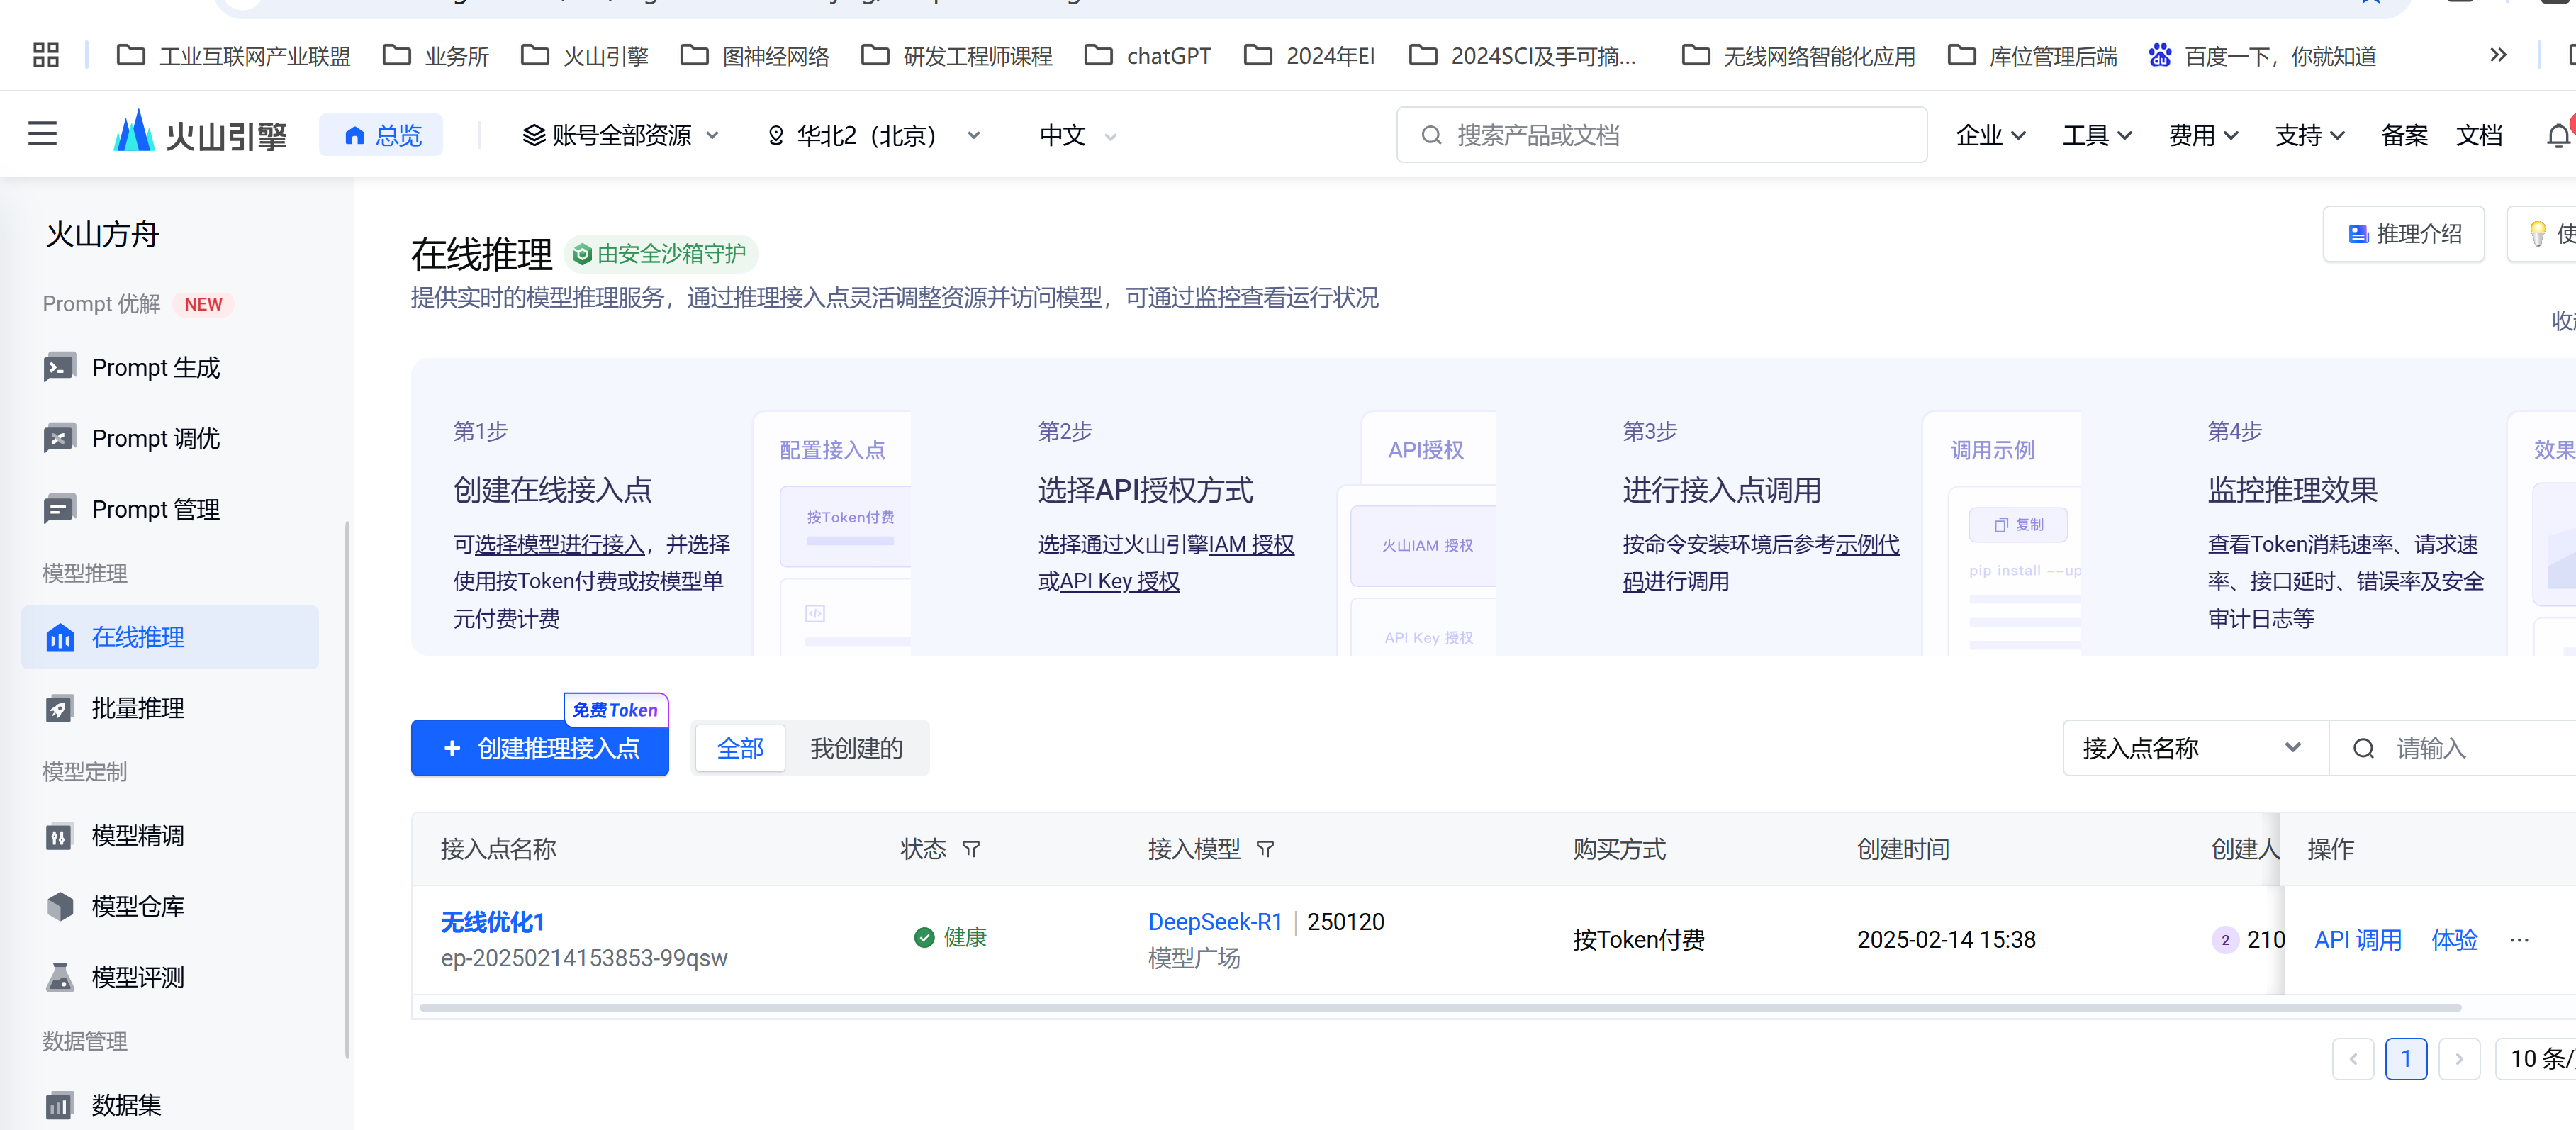 工业互联网产业联盟
业务所
火山引擎
图神经网络
研发工程师课程
chatGPT
2024年EI
2024SCI及手可摘...
无线网络智能化应用
库位管理后端
百度一下，你就知道
火山引擎
总览
账号全部资源
华北2（北京）
中文
搜索产品或文档
企业
工具
费用
支持
备案
文档
火山方舟
Prompt 优解 NEW
Prompt 生成
Prompt 调优
Prompt 管理
模型推理
在线推理
批量推理
模型定制
模型精调
模型仓库
模型评测
数据管理
数据集
在线推理 由安全沙箱守护
提供实时的模型推理服务，通过推理接入点灵活调整资源并访问模型，可通过监控查看运行状况
推理介绍
使
第1步
创建在线接入点
可选择模型进行接入，并选择
使用按Token付费或按模型单
元付费计费
配置接入点
按Token付费
第2步
选择API授权方式
选择通过火山引擎IAM 授权
或API Key 授权
API授权
火山IAM 授权
API Key 授权
第3步
进行接入点调用
按命令安装环境后参考示例代
码进行调用
调用示例
复制
pip install --up
第4步
监控推理效果
查看Token消耗速率、请求速
率、接口延时、错误率及安全
审计日志等
效果
免费Token
+ 创建推理接入点
全部
我创建的
接入点名称
请输入
接入点名称 状态 接入模型 购买方式 创建时间 创建人 操作
无线优化1
ep-20250214153853-99qsw
健康
DeepSeek-R1 | 250120
模型广场
按Token付费
2025-02-14 15:38
2 210
API 调用 体验 ...
1
10 条/